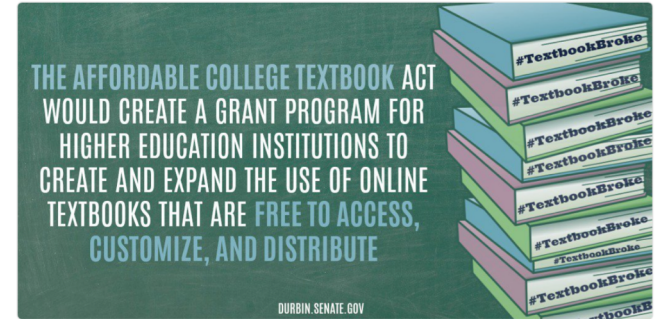 THE AFFORDABLE COLLEGE TEXTBOOK ACT
WOULD CREATE A GRANT PROGRAM FOR
HIGHER EDUCATION INSTITUTIONS TO
CREATE AND EXPAND THE USE OF ONLINE
TEXTBOOKS THAT ARE FREE TO ACCESS,
CUSTOMIZE, AND DISTRIBUTE
DURBIN.SENATE.GOV
#TextbookBroke
#TextbookBroke
#TextbookBroke
#TextbookBroke
#TextbookBroke
#TextbookBroke
#TextbookBroke
#TextbookBroke